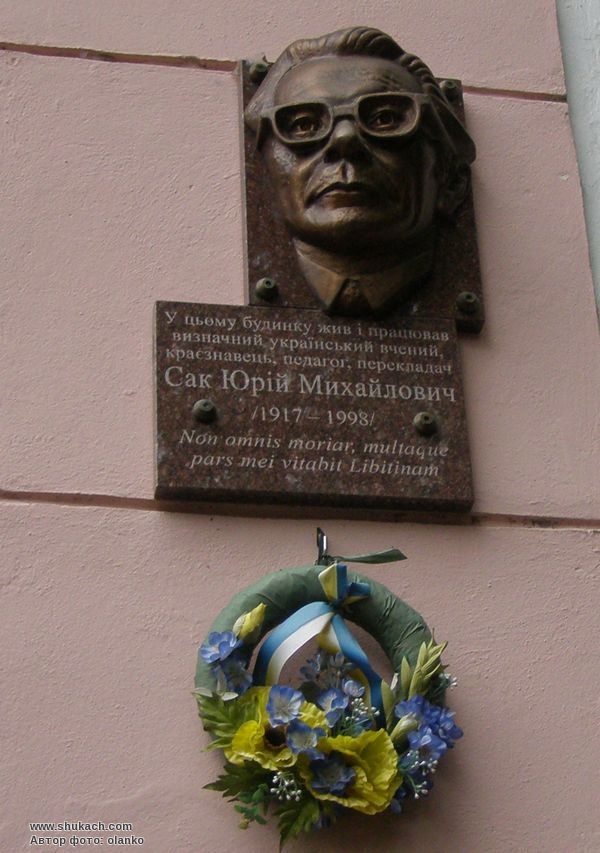 У цьому будинку жив і працював
визначний український вчений,
краєзнавець, педагог, перекладач
Сак Юрій Михайлович
/1917 – 1998/
Non omnis moriar, multaque
pars mei vitabit Libitinam
www.shukach.com
Автор фото: olanko